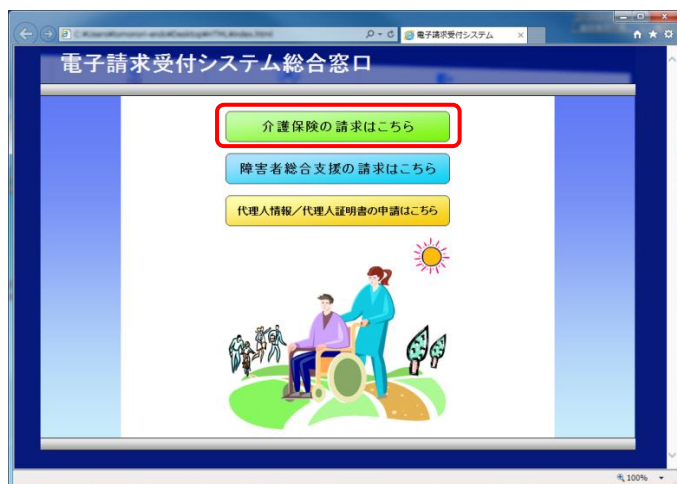 電子請求受付システム
電子請求受付システム総合窓口
介護保険の請求はこちら
障害者総合支援の請求はこちら
代理人情報／代理人証明書の申請はこちら
100%